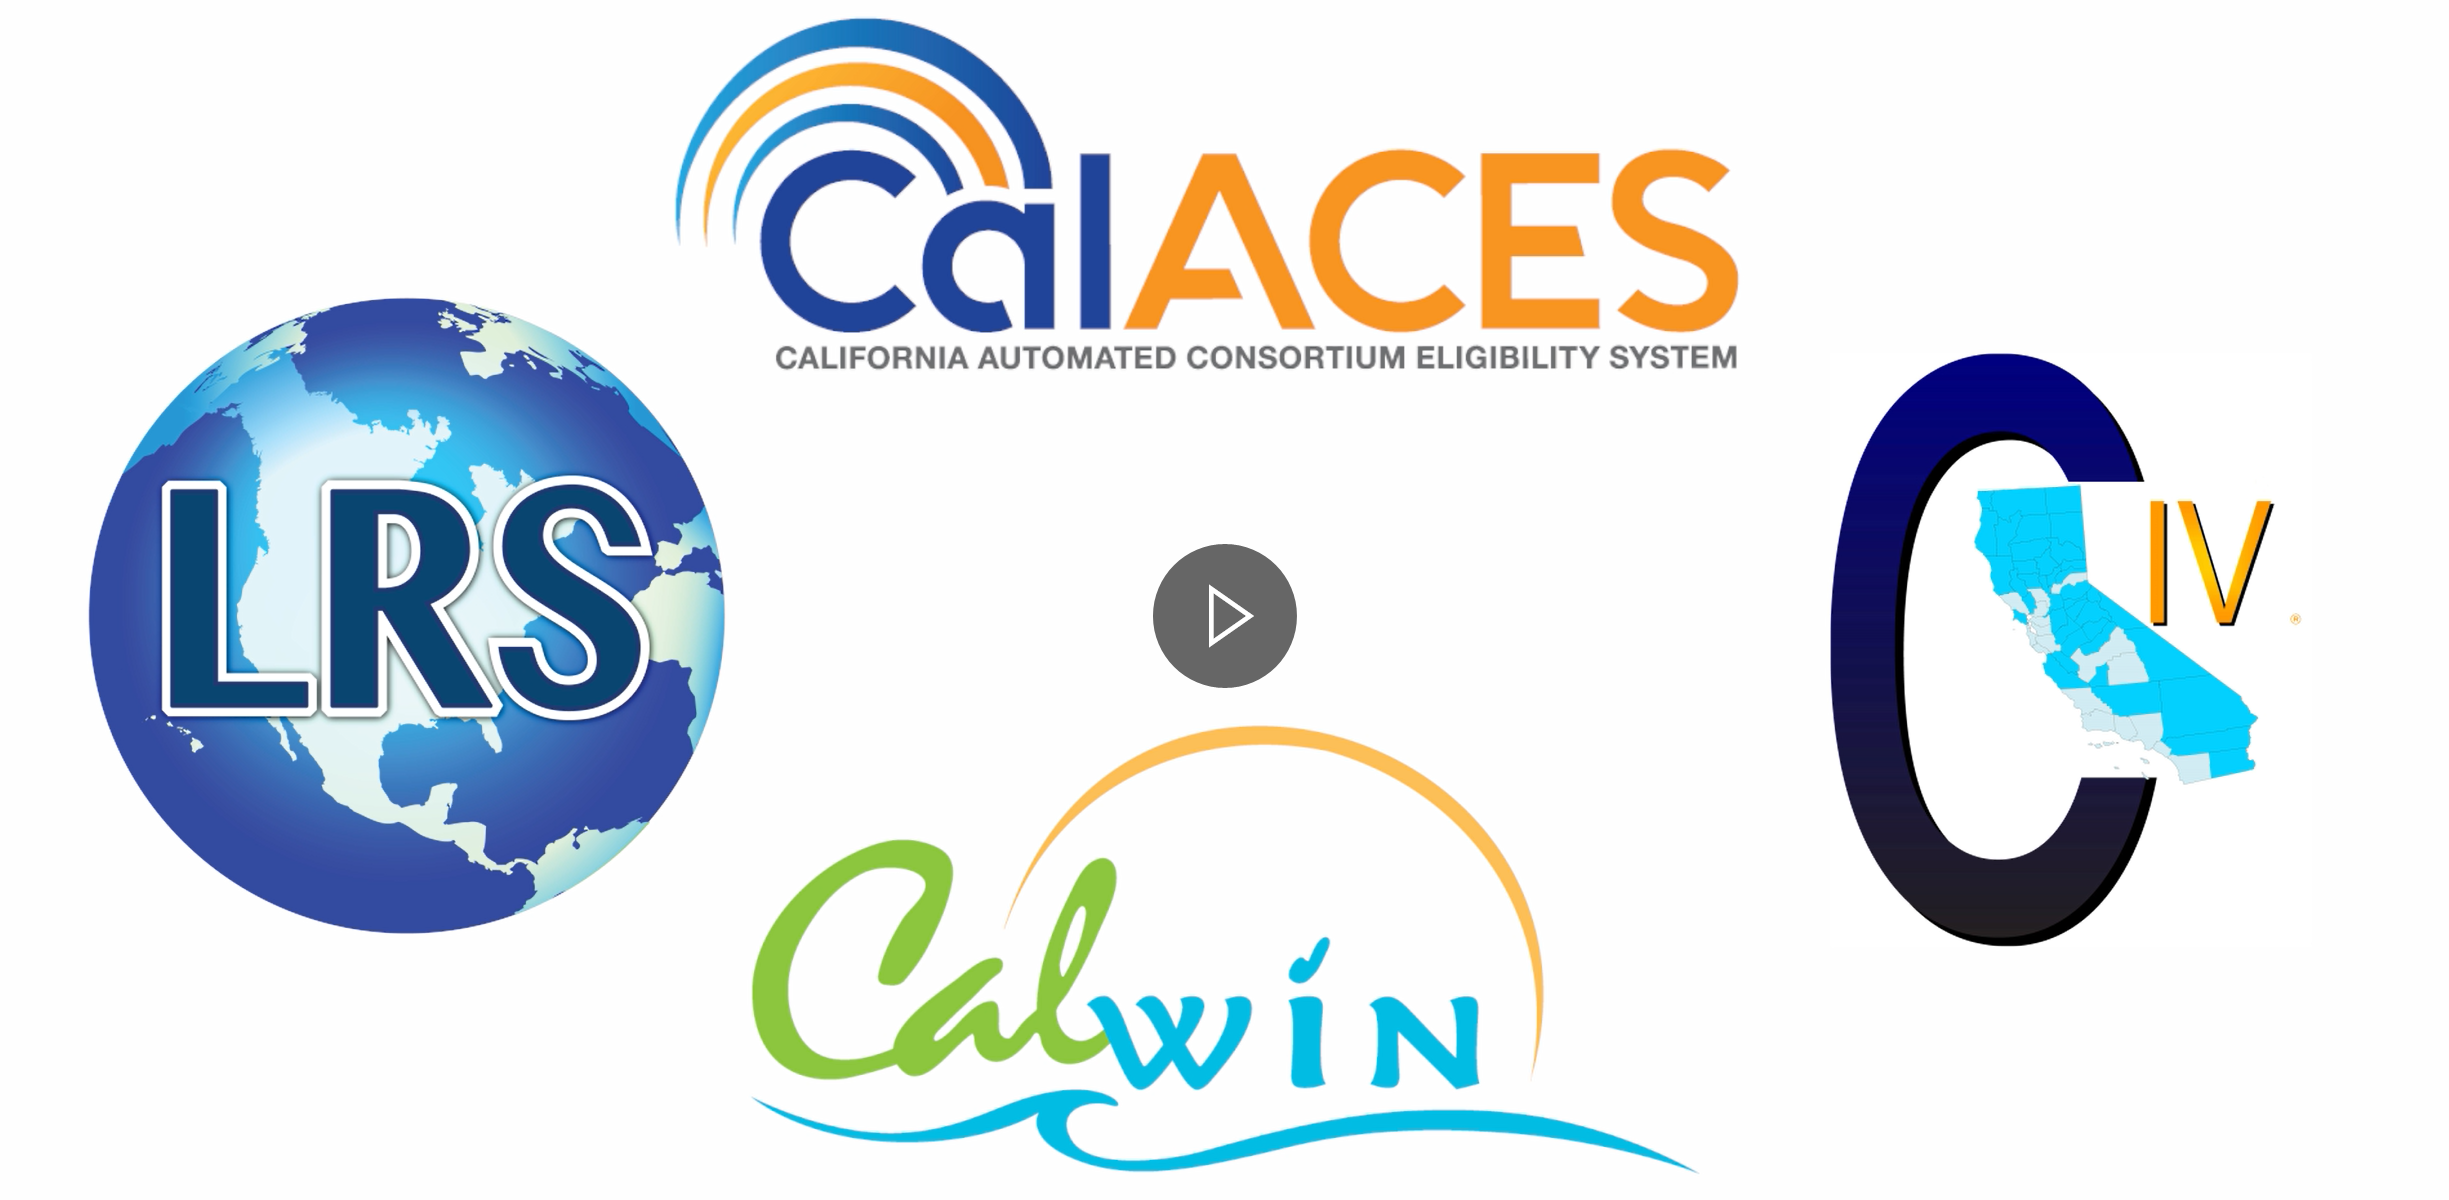 CalACES
CALIFORNIA AUTOMATED CONSORTIUM ELIGIBILITY SYSTEM
LRS
C IV ®
CalWIN